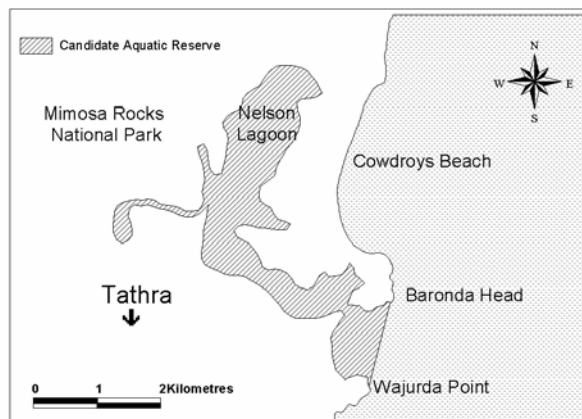 Candidate Aquatic Reserve
N
W E
S
Mimosa Rocks
National Park
Nelson
Lagoon
Cowdroys Beach
Tathra
Baronda Head
0 1 2Kilometres
Wajurda Point